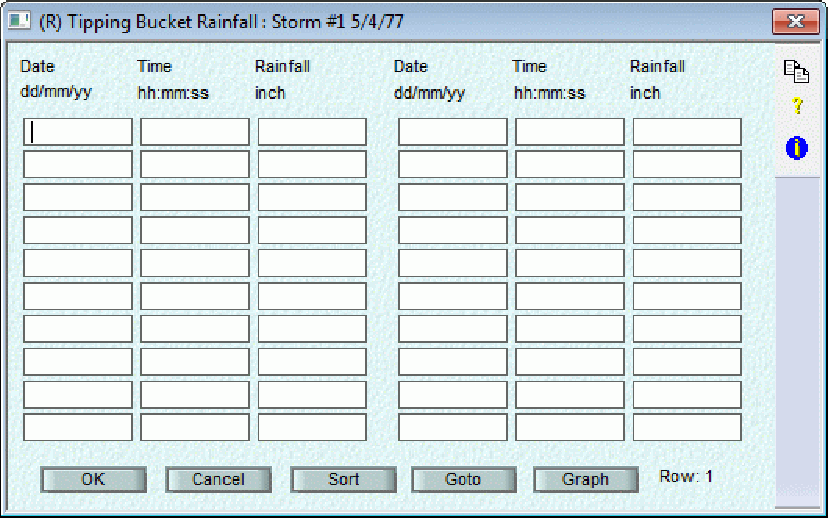 (R) Tipping Bucket Rainfall : Storm #1 5/4/77
Date Time Rainfall Date Time Rainfall
dd/mm/yy hh:mm:ss inch dd/mm/yy hh:mm:ss inch
?
i
OK Cancel Sort Goto Graph Row: 1